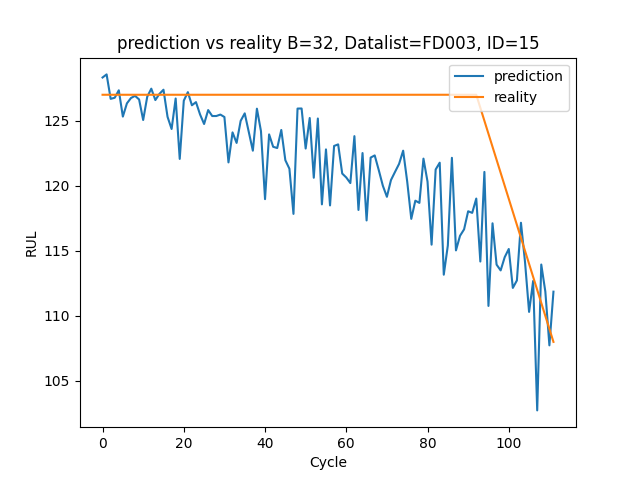 prediction vs reality B=32, Datalist=FD003, ID=15
prediction
reality
RUL
125
120
115
110
105
0 20 40 60 80 100
Cycle